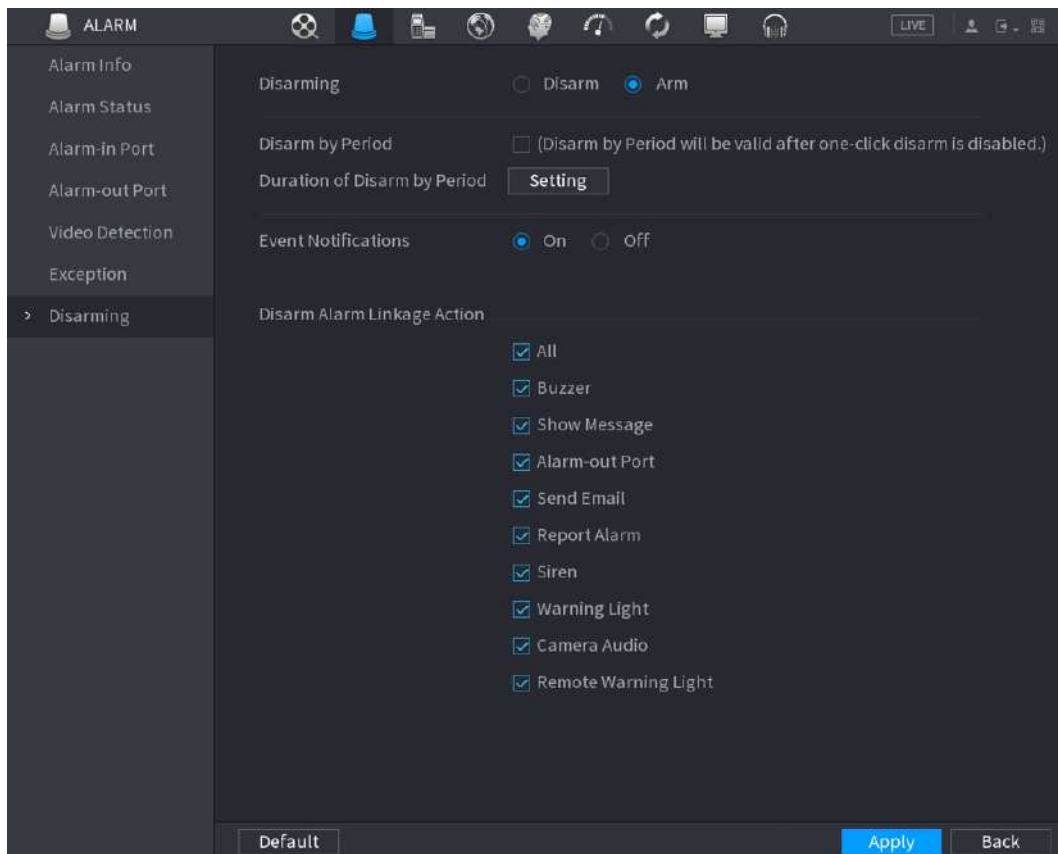 ALARM
LIVE
Alarm Info
Alarm Status
Alarm-in Port
Alarm-out Port
Video Detection
Exception
> Disarming
Disarming Disarm Arm
Disarm by Period (Disarm by Period will be valid after one-click disarm is disabled.)
Duration of Disarm by Period Setting
Event Notifications On Off
Disarm Alarm Linkage Action
All
Buzzer
Show Message
Alarm-out Port
Send Email
Report Alarm
Siren
Warning Light
Camera Audio
Remote Warning Light
Default Apply Back